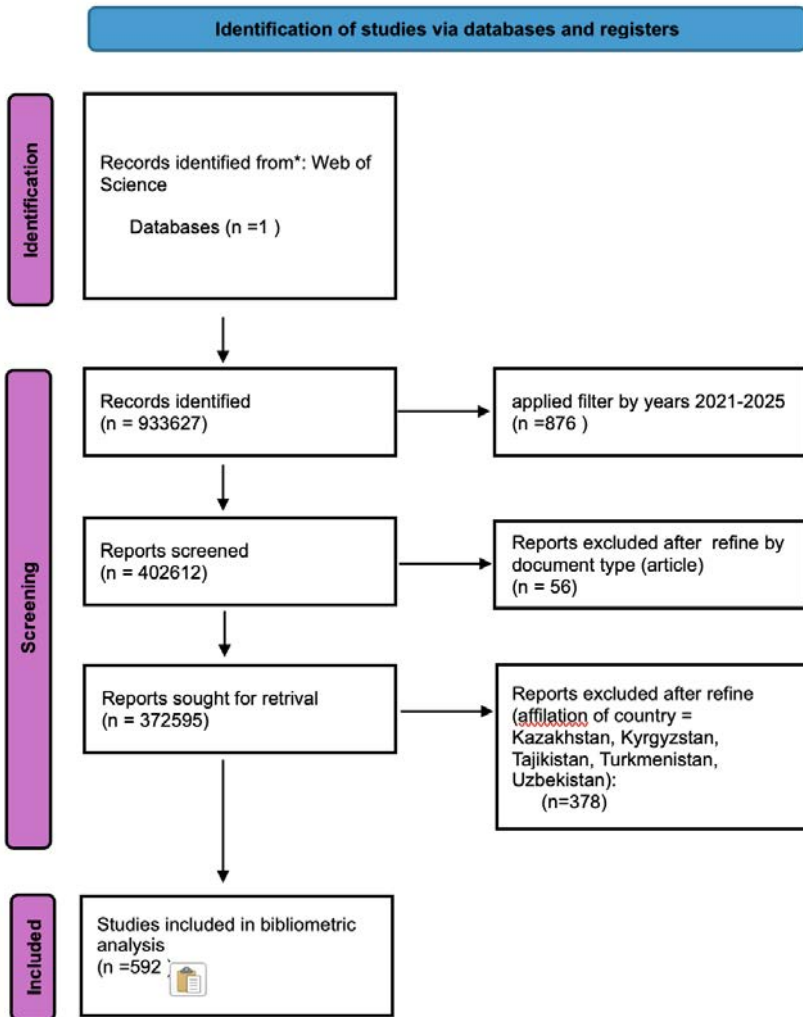 Identification of studies via databases and registers
Identification
Records identified from*: Web of
Science
Databases (n =1 )
Screening
Records identified
(n = 933627)
applied filter by years 2021-2025
(n =876 )
Reports screened
(n = 402612)
Reports excluded after refine by
document type (article)
(n = 56)
Reports sought for retrival
(n = 372595)
Reports excluded after refine
(affilation of country =
Kazakhstan, Kyrgyzstan,
Tajikistan, Turkmenistan,
Uzbekistan):
(n=378)
Included
Studies included in bibliometric
analysis
(n =592 )